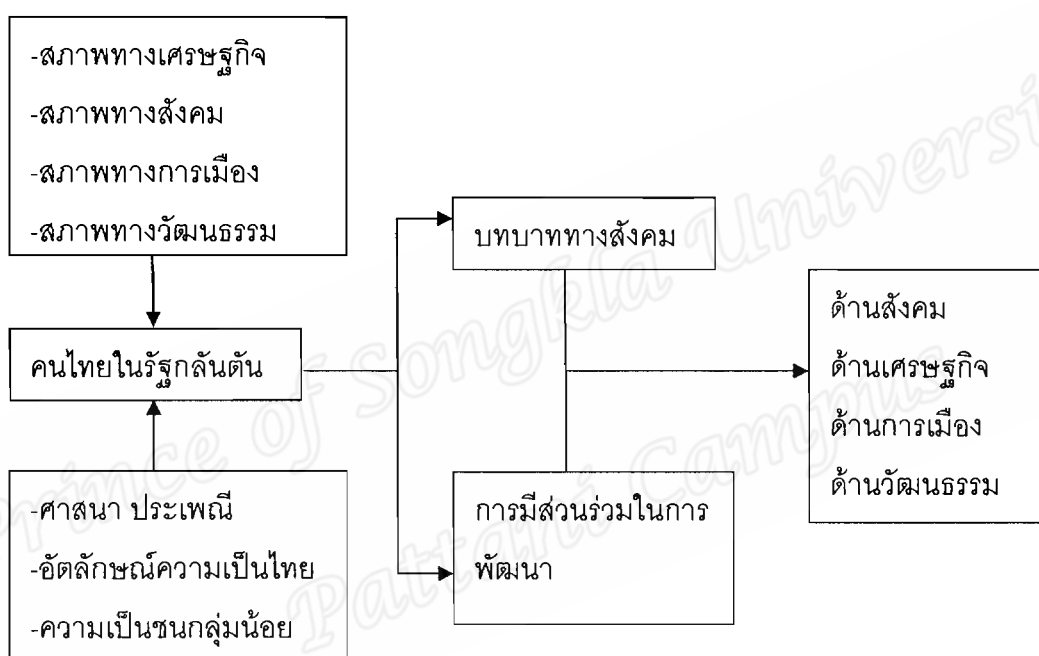 -สภาพทางเศรษฐกิจ
-สภาพทางสังคม
-สภาพทางการเมือง
-สภาพทางวัฒนธรรม
คนไทยในรัฐกลันตัน
-ศาสนา ประเพณี
-อัตลักษณ์ความเป็นไทย
-ความเป็นชนกลุ่มน้อย
บทบาททางสังคม
การมีส่วนร่วมในการ
พัฒนา
ด้านสังคม
ด้านเศรษฐกิจ
ด้านการเมือง
ด้านวัฒนธรรม
Prince of Songkla Universi
Pattani Campus